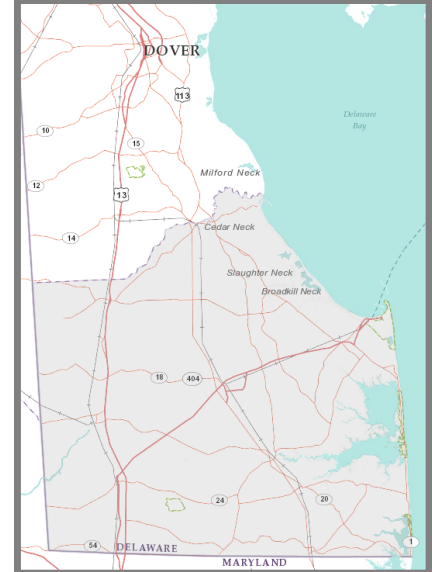 DOVER
113
Delaware
Bay
10
15
Milford Neck
12
13
Cedar Neck
14
Slaughter Neck
Broadkill Neck
18
404
24
20
54
DELAWARE
1
MARYLAND